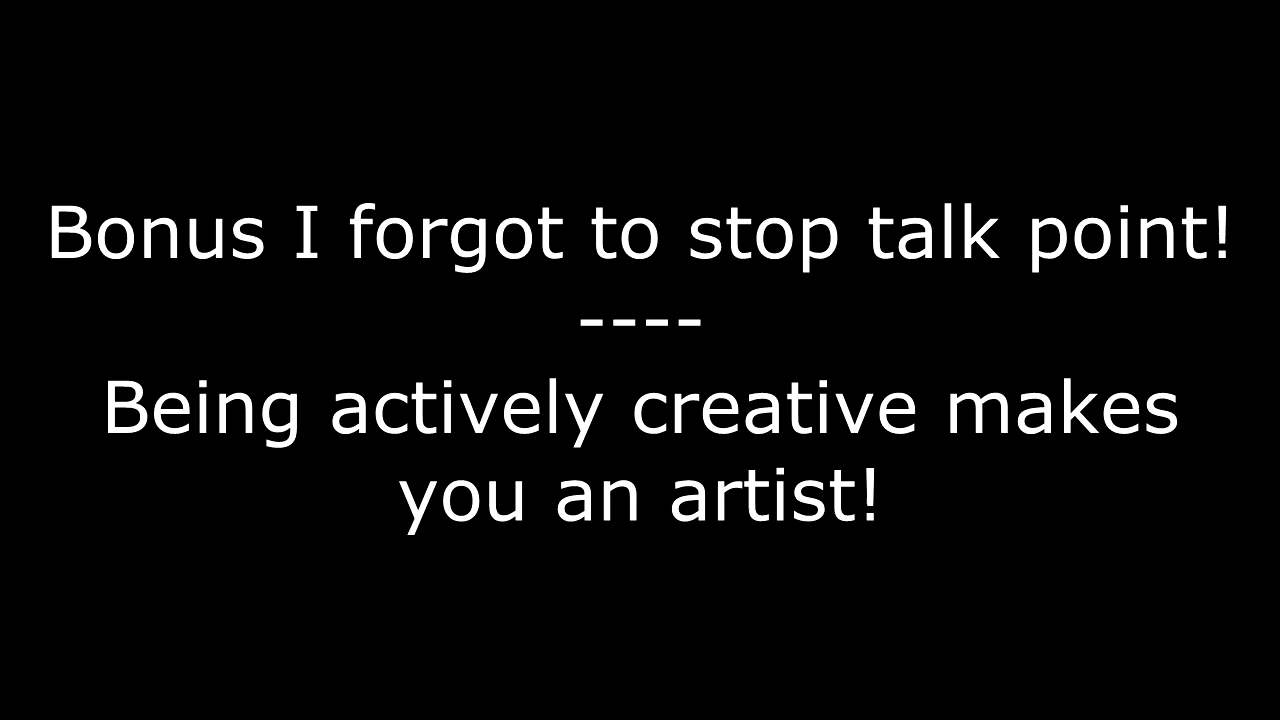 Bonus I forgot to stop talk point!
----
Being actively creative makes
you an artist!